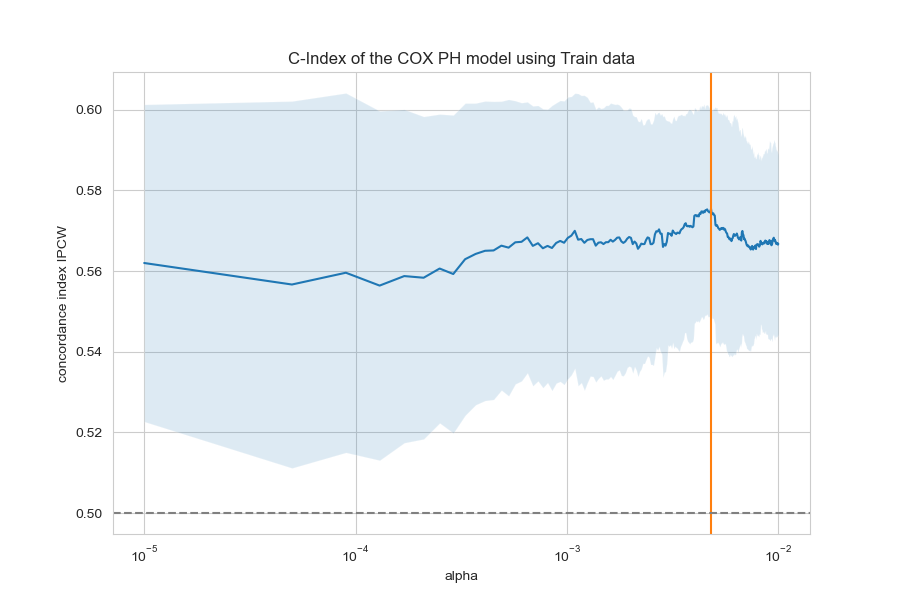 C-Index of the COX PH model using Train data
concordance index IPCW
0.60
0.58
0.56
0.54
0.52
0.50
10⁻⁵ 10⁻⁴ 10⁻³ 10⁻²
alpha